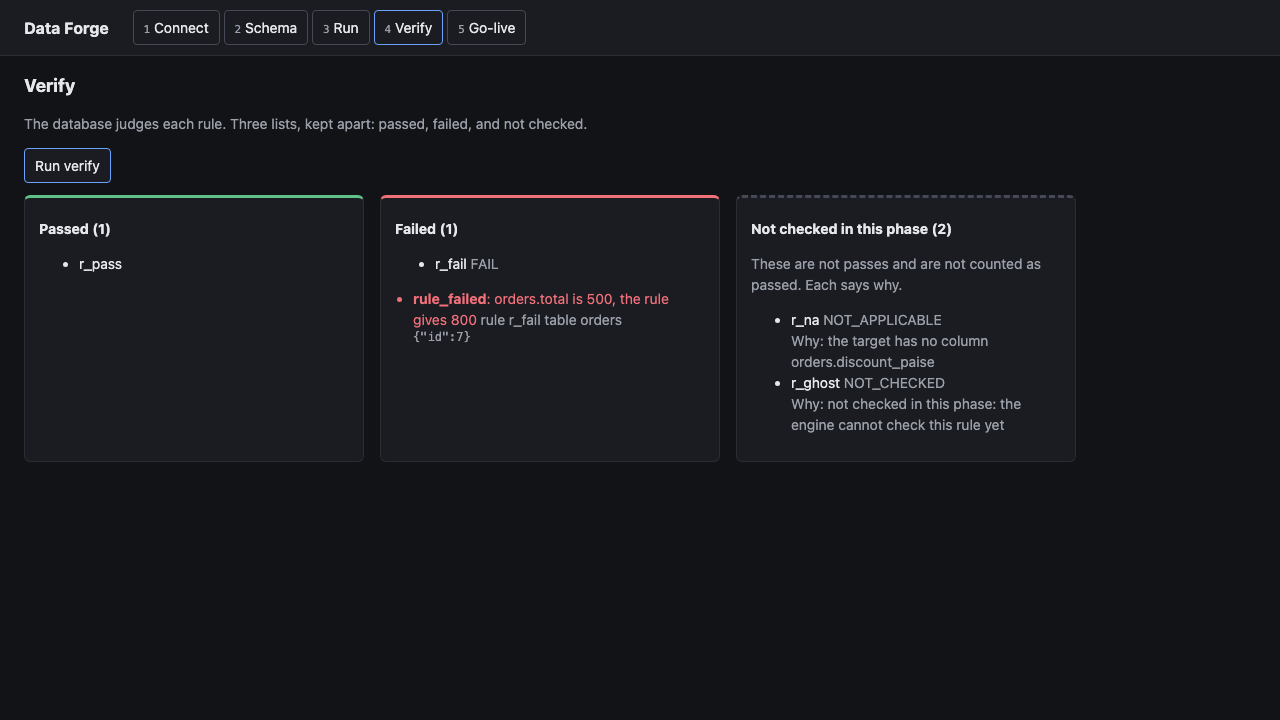 Data Forge
1 Connect
2 Schema
3 Run
4 Verify
5 Go-live
Verify
The database judges each rule. Three lists, kept apart: passed, failed, and not checked.
Run verify
Passed (1)
r_pass
Failed (1)
r_fail FAIL
rule_failed: orders.total is 500, the rule
gives 800 rule r_fail table orders
{"id":7}
Not checked in this phase (2)
These are not passes and are not counted as
passed. Each says why.
r_na NOT_APPLICABLE
Why: the target has no column
orders.discount_paise
r_ghost NOT_CHECKED
Why: not checked in this phase: the
engine cannot check this rule yet